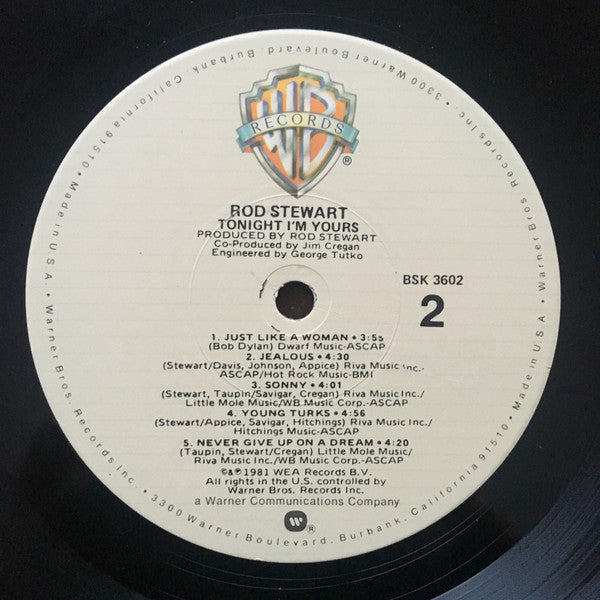 3300 Warner Boulevard, Burbank, California 91510 • Made in U.S.A. • Warner Bros. Records Inc. • 3300 Warner Boulevard, Burbank, California 91510 • Made in U.S.A. • Warner Bros. Records Inc. •
WB
RECORDS
®
ROD STEWART
TONIGHT I'M YOURS
PRODUCED BY ROD STEWART
Co-Produced by Jim Cregan
Engineered by George Tutko
BSK 3602
2
1. JUST LIKE A WOMAN • 3:55
(Bob Dylan) Dwarf Music-ASCAP
2. JEALOUS • 4:30
(Stewart/Davis, Johnson, Appice) Riva Music Inc.-
ASCAP/Hot Rock Music-BMI
3. SONNY • 4:01
(Stewart, Taupin/Savigar, Cregan) Riva Music Inc./
Little Mole Music/WB Music Corp.-ASCAP
4. YOUNG TURKS • 4:56
(Stewart/Appice, Savigar, Hitchings) Riva Music Inc./
Hitchings Music-ASCAP
5. NEVER GIVE UP ON A DREAM • 4:20
(Taupin, Stewart/Cregan) Little Mole Music/
Riva Music Inc./WB Music Corp.-ASCAP
©&℗1981 WEA Records B.V.
All rights in the U.S. controlled by
Warner Bros. Records Inc.
a Warner Communications Company
®